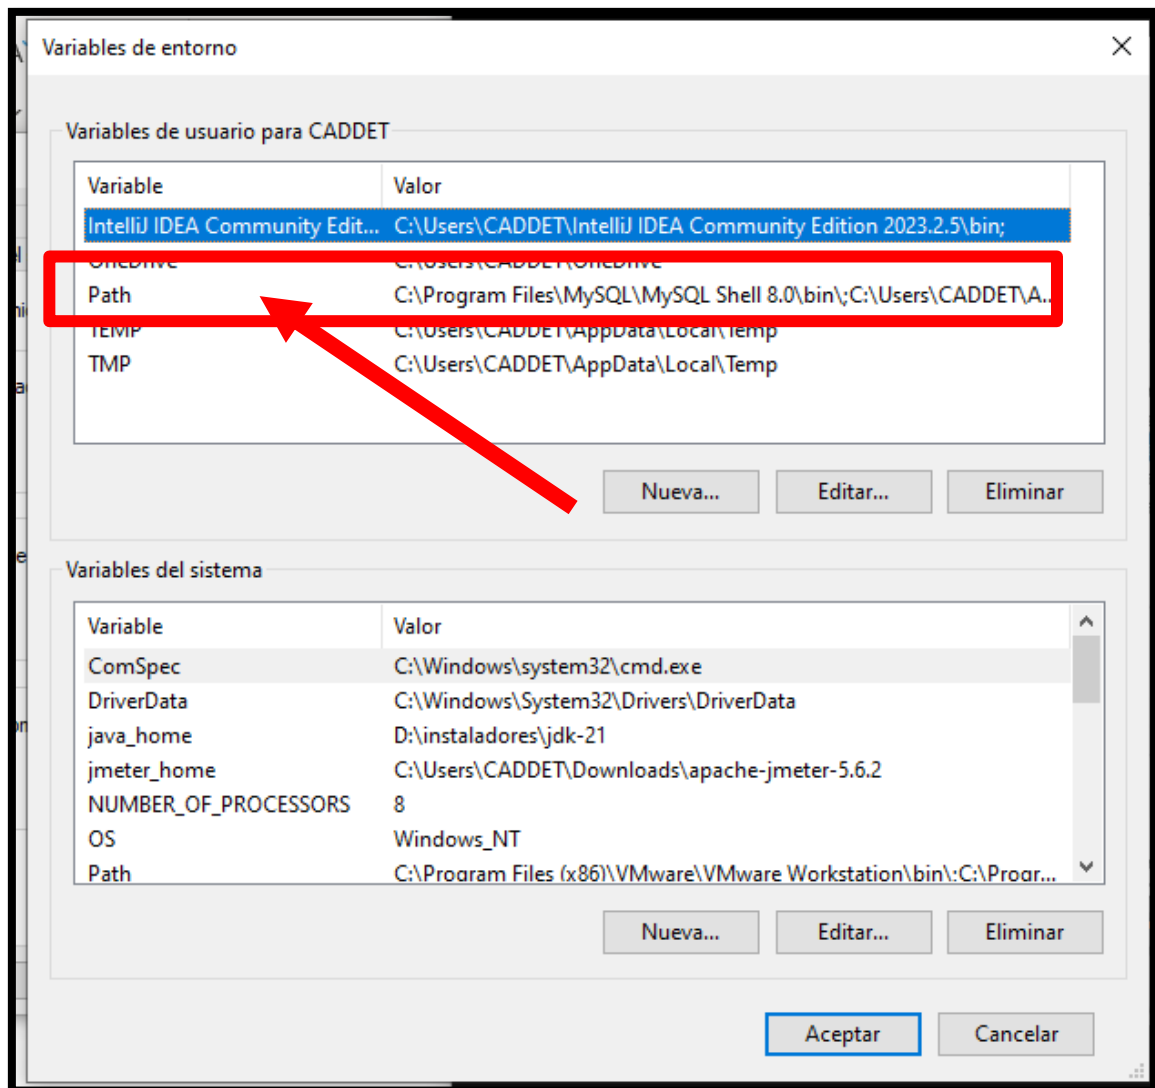 Variables de entorno
Variables de usuario para CADDET
Variable Valor
IntelliJ IDEA Community Edit... C:\Users\CADDET\IntelliJ IDEA Community Edition 2023.2.5\bin;
OneDrive C:\Users\CADDET\OneDrive
Path C:\Program Files\MySQL\MySQL Shell 8.0\bin\;C:\Users\CADDET\A...
TEMP C:\Users\CADDET\AppData\Local\Temp
TMP C:\Users\CADDET\AppData\Local\Temp
Nueva... Editar... Eliminar
Variables del sistema
Variable Valor
ComSpec C:\Windows\system32\cmd.exe
DriverData C:\Windows\System32\Drivers\DriverData
java_home D:\instaladores\jdk-21
jmeter_home C:\Users\CADDET\Downloads\apache-jmeter-5.6.2
NUMBER_OF_PROCESSORS 8
OS Windows_NT
Path C:\Program Files (x86)\VMware\VMware Workstation\bin\;C:\Progr...
Nueva... Editar... Eliminar
Aceptar Cancelar